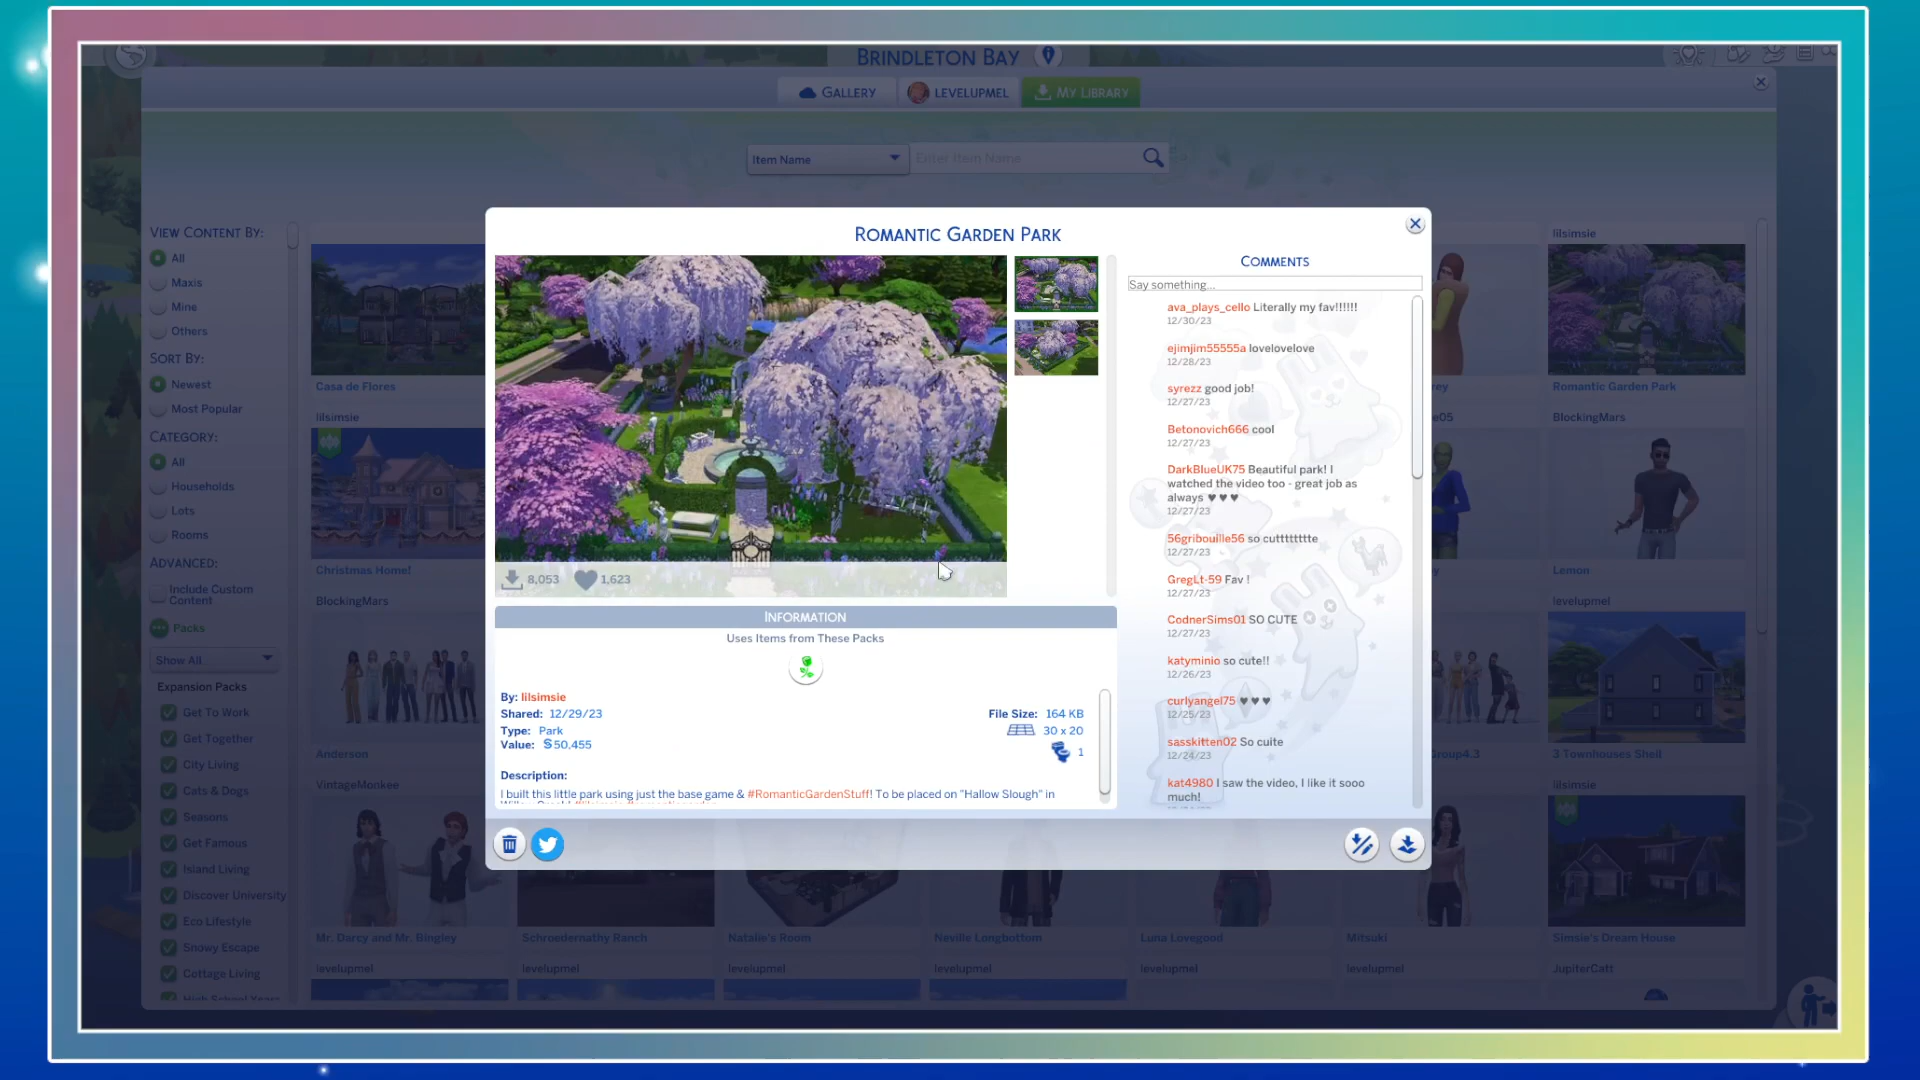 BRINDLETON BAY
GALLERY
LEVELUPMEL
MY LIBRARY
Item Name
Enter Item Name
VIEW CONTENT BY:
All
Maxis
Mine
Others
SORT BY:
Newest
Most Popular
CATEGORY:
All
Households
Lots
Rooms
ADVANCED:
Include Custom
Content
Packs
Show All
Expansion Packs
Get To Work
Get Together
City Living
Cats & Dogs
Seasons
Get Famous
Island Living
Discover University
Eco Lifestyle
Snowy Escape
Cottage Living
High School Years
Casa de Flores
lilsimsie
Christmas Home!
BlockingMars
Anderson
VintageMonkee
Mr. Darcy and Mr. Bingley
levelupmel
Schroedernathy Ranch
levelupmel
Natalie's Room
levelupmel
Neville Longbottom
levelupmel
Luna Lovegood
levelupmel
Mitsuki
levelupmel
Group4.3
lilsimsie
Romantic Garden Park
BlockingMars
Lemon
levelupmel
3 Townhouses Shell
lilsimsie
Simsie's Dream House
JupiterCatt
ROMANTIC GARDEN PARK
8,053
1,623
INFORMATION
Uses Items from These Packs
By: lilsimsie
Shared: 12/29/23
Type: Park
Value: §50,455
File Size: 164 KB
30 x 20
1
Description:
I built this little park using just the base game & #RomanticGardenStuff! To be placed on "Hallow Slough" in
COMMENTS
Say something...
ava_plays_cello Literally my fav!!!!!!
12/30/23
ejimjim55555a lovelovelove
12/28/23
syrezz good job!
12/27/23
Betonovich666 cool
12/27/23
DarkBlueUK75 Beautiful park! I
watched the video too - great job as
always ♥♥♥
12/27/23
56gribouille56 so cuttttttte
12/27/23
GregLt-59 Fav !
12/27/23
CodnerSims01 SO CUTE
12/27/23
katyminio so cute!!
12/26/23
curlyangel75 ♥♥♥
12/25/23
sasskitten02 So cuite
12/24/23
kat4980 I saw the video, I like it sooo
much!